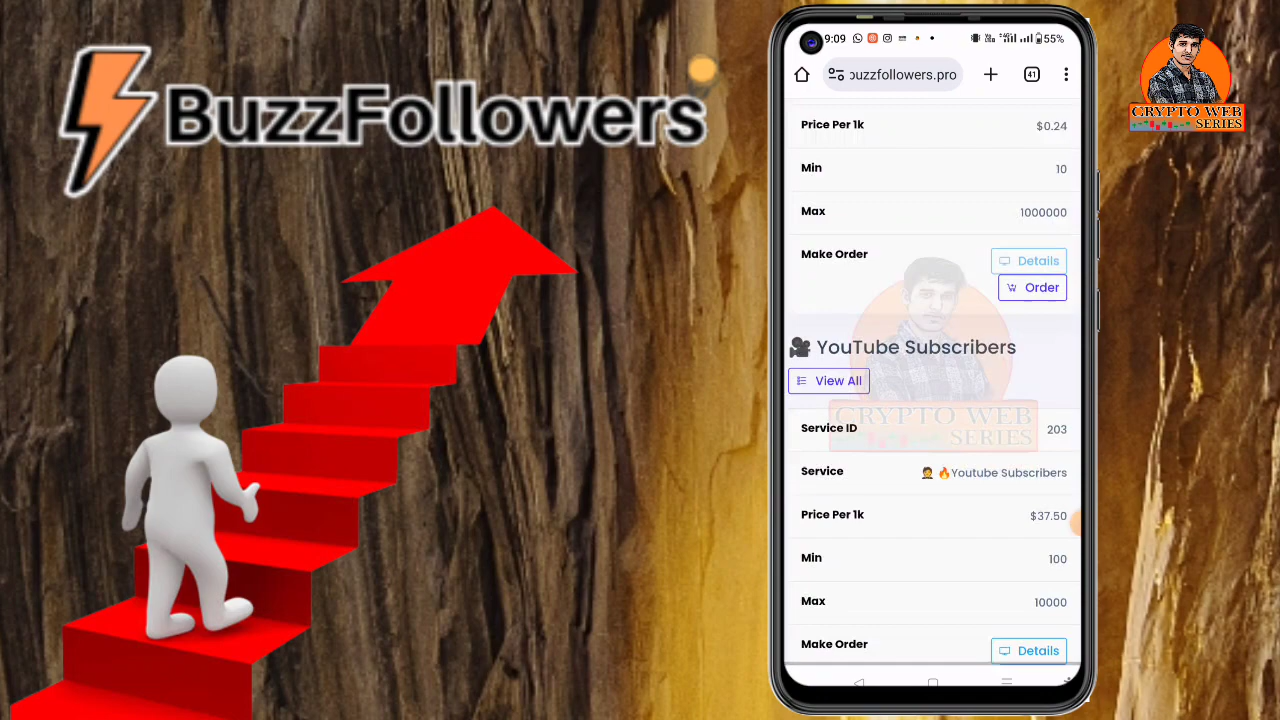 BuzzFollowers
9:09
55%
buzzfollowers.pro
41
Price Per 1k
$0.24
Min
10
Max
1000000
Make Order
Details
Order
YouTube Subscribers
View All
Service ID
203
Service
Youtube Subscribers
Price Per 1k
$37.50
Min
100
Max
10000
Make Order
Details
CRYPTO WEB
SERIES
CRYPTO WEB
SERIES